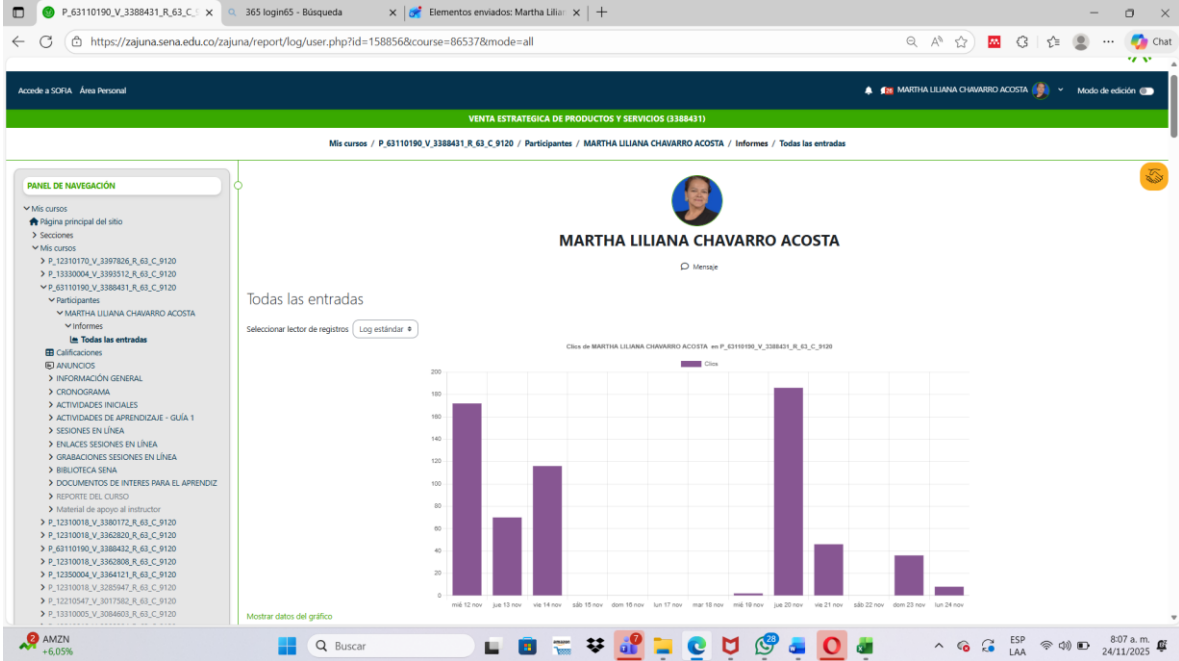 P_63110190_V_3388431_R_63_C_
365 login65 - Búsqueda
Elementos enviados: Martha Lilian
https://zajuna.sena.edu.co/zajuna/report/log/user.php?id=158856&course=86537&mode=all
Chat
Accede a SOFIA Área Personal
MARTHA LILIANA CHAVARRO ACOSTA
Modo de edición
VENTA ESTRATEGICA DE PRODUCTOS Y SERVICIOS (3388431)
Mis cursos / P_63110190_V_3388431_R_63_C_9120 / Participantes / MARTHA LILIANA CHAVARRO ACOSTA / Informes / Todas las entradas
PANEL DE NAVEGACIÓN
Mis cursos
Página principal del sitio
Secciones
Mis cursos
P_12310170_V_3397826_R_63_C_9120
P_13330004_V_3393512_R_63_C_9120
P_63110190_V_3388431_R_63_C_9120
Participantes
MARTHA LILIANA CHAVARRO ACOSTA
Informes
Todas las entradas
Calificaciones
ANUNCIOS
INFORMACIÓN GENERAL
CRONOGRAMA
ACTIVIDADES INICIALES
ACTIVIDADES DE APRENDIZAJE - GUÍA 1
SESIONES EN LÍNEA
ENLACES SESIONES EN LÍNEA
GRABACIONES SESIONES EN LÍNEA
BIBLIOTECA SENA
DOCUMENTOS DE INTERES PARA EL APRENDIZ
REPORTE DEL CURSO
Material de apoyo al instructor
P_12310018_V_3380172_R_63_C_9120
P_12310018_V_3362820_R_63_C_9120
P_63110190_V_3388432_R_63_C_9120
P_12310018_V_3362808_R_63_C_9120
P_12350004_V_3364121_R_63_C_9120
P_12310018_V_3285947_R_63_C_9120
P_12210547_V_3017582_R_63_C_9120
P_13310005_V_3084603_R_63_C_9120
MARTHA LILIANA CHAVARRO ACOSTA
Mensaje
Todas las entradas
Seleccionar lector de registros Log estándar
Clics de MARTHA LILIANA CHAVARRO ACOSTA en P_63110190_V_3388431_R_63_C_9120
Clics
200
180
160
140
120
100
80
60
40
20
0
mié 12 nov jue 13 nov vie 14 nov sáb 15 nov dom 16 nov lun 17 nov mar 18 nov mié 19 nov jue 20 nov vie 21 nov sáb 22 nov dom 23 nov lun 24 nov
Mostrar datos del gráfico
2
AMZN
+6,05%
Buscar
7
29
ESP
LAA
8:07 a. m.
24/11/2025